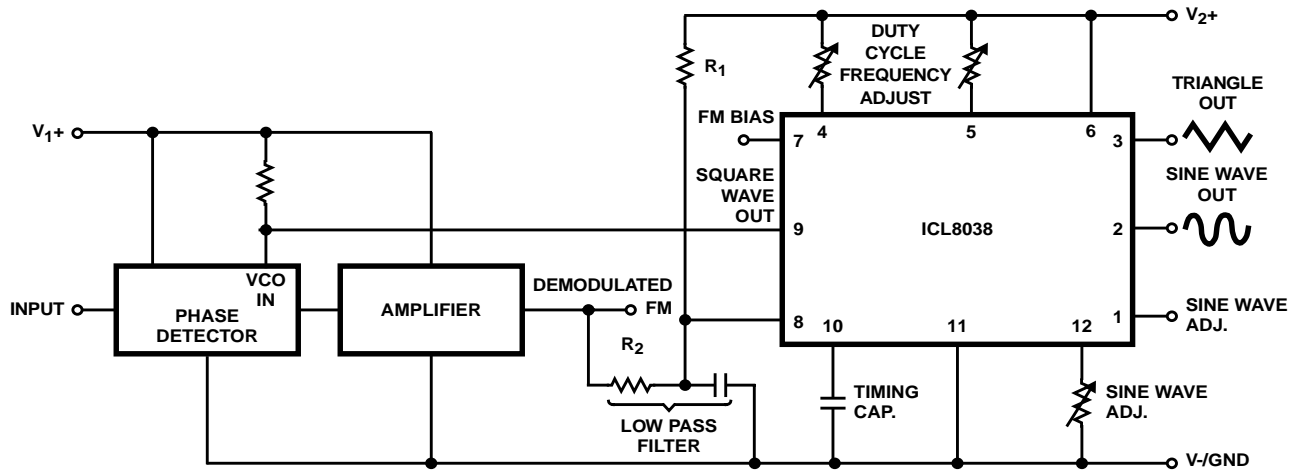 V2+
DUTY
CYCLE
FREQUENCY
ADJUST
R1
V1+
FM BIAS
7
4
5
6
3
TRIANGLE
OUT
SQUARE
WAVE
OUT
9
ICL8038
2
SINE WAVE
OUT
VCO
IN
INPUT
PHASE
DETECTOR
AMPLIFIER
DEMODULATED
FM
8
10
11
12
1
SINE WAVE
ADJ.
R2
LOW PASS
FILTER
TIMING
CAP.
SINE WAVE
ADJ.
V-/GND